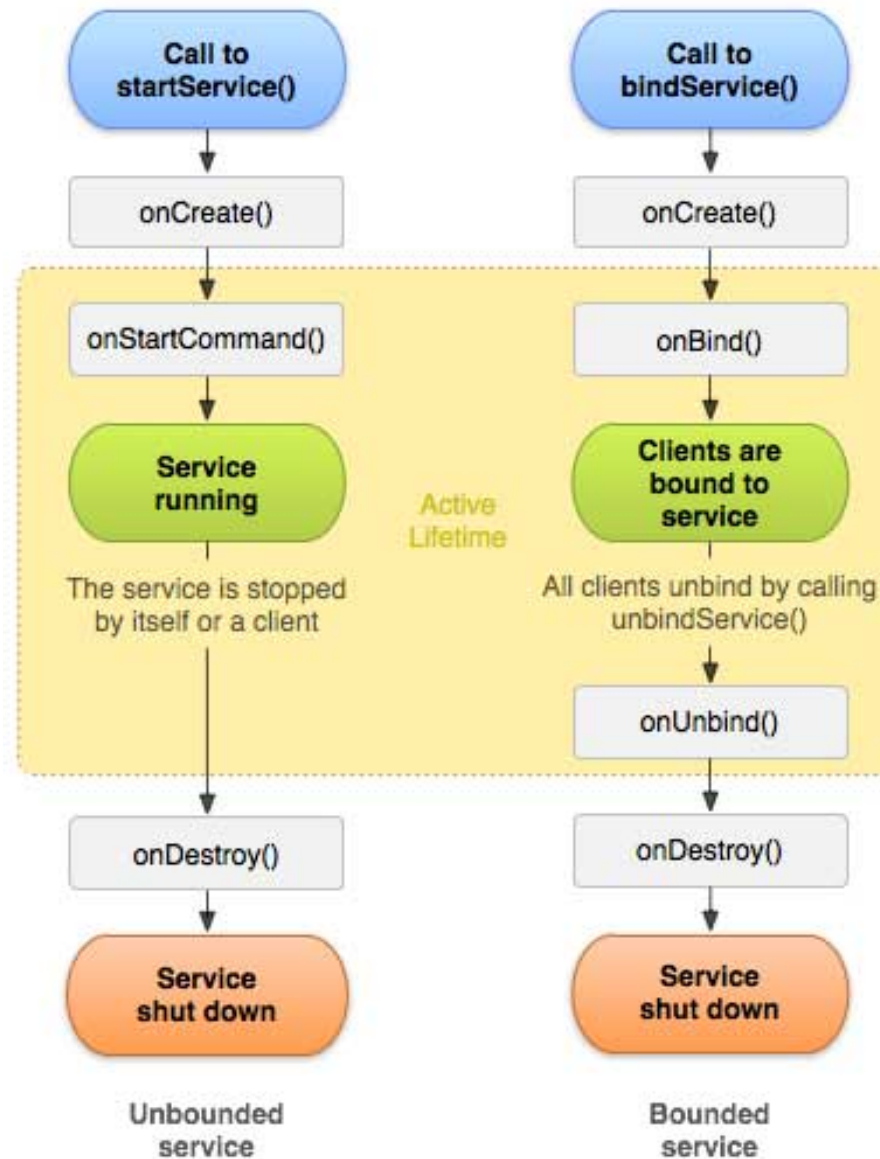 Call to
startService()
onCreate()
onStartCommand()
Service
running
The service is stopped
by itself or a client
onDestroy()
Service
shut down
Unbounded
service
Active
Lifetime
Call to
bindService()
onCreate()
onBind()
Clients are
bound to
service
All clients unbind by calling
unbindService()
onUnbind()
onDestroy()
Service
shut down
Bounded
service